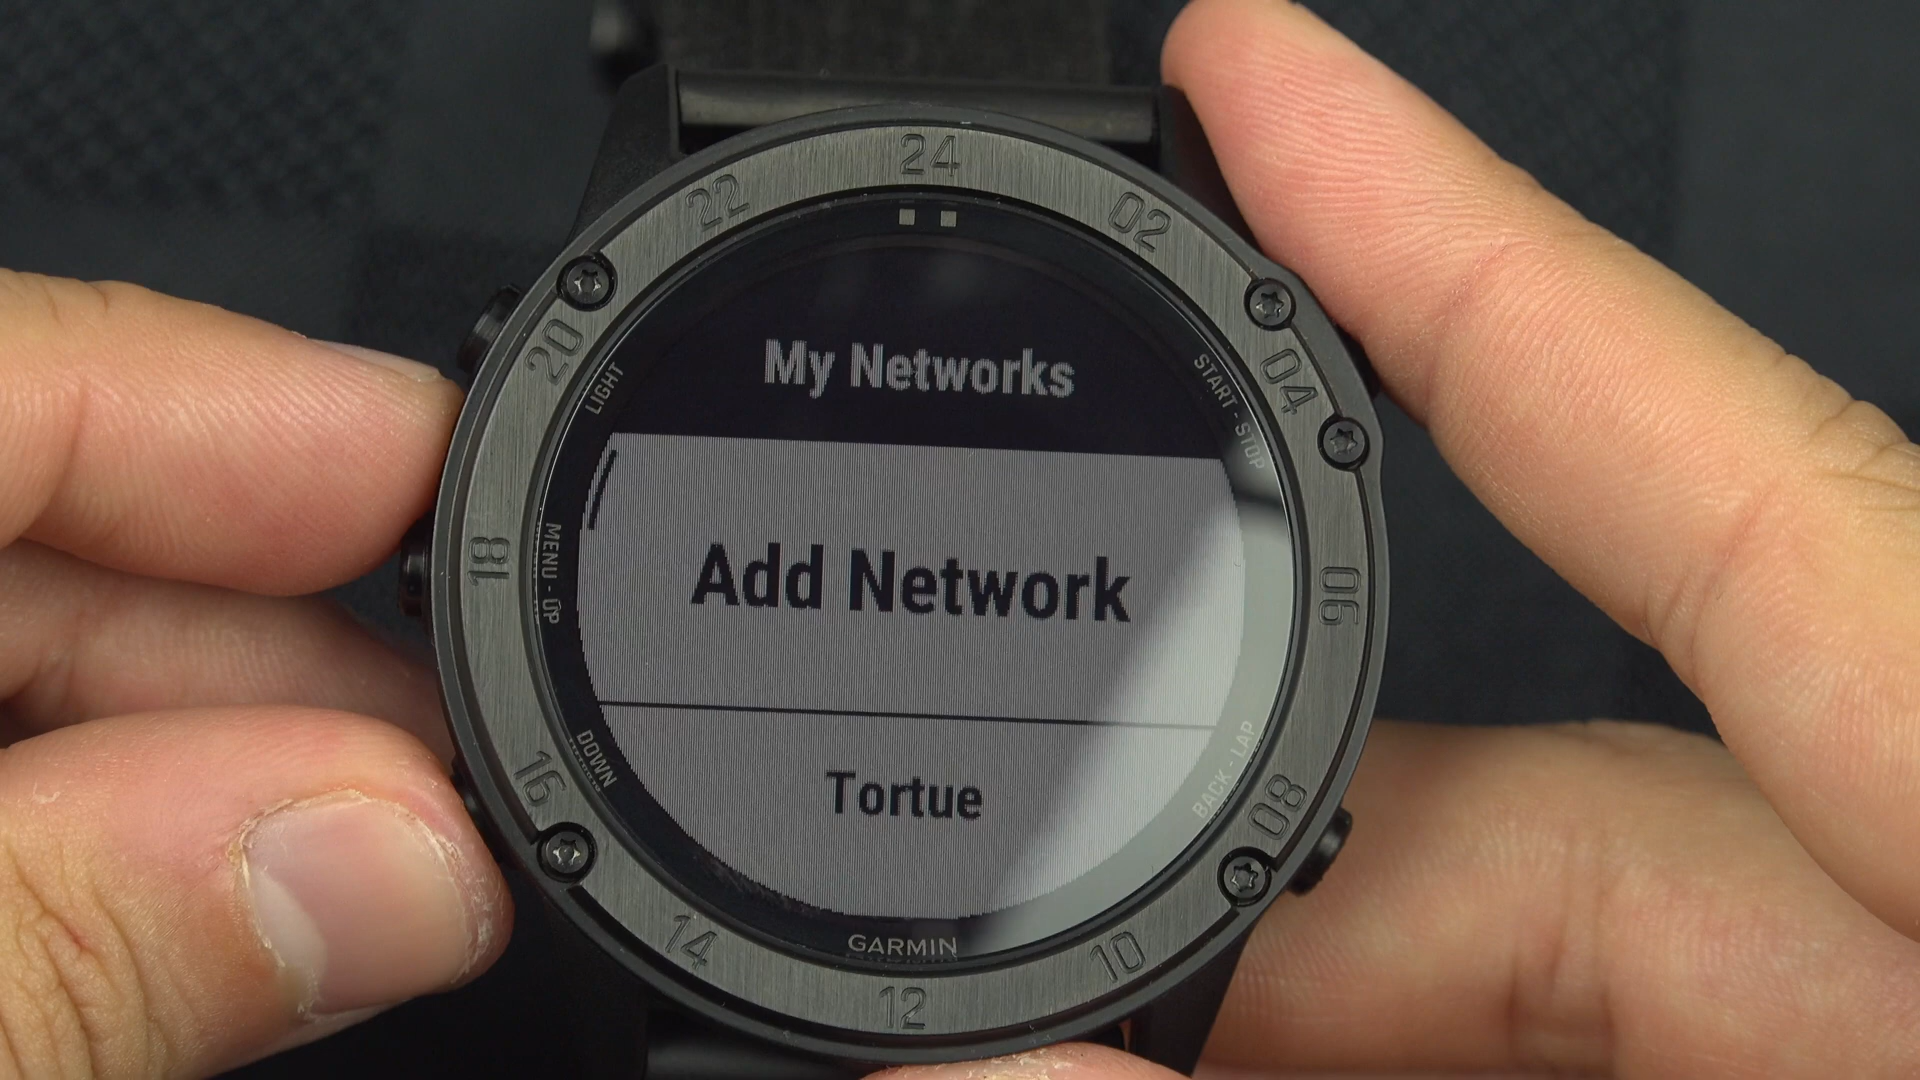 24
22
02
20
04
LIGHT
START - STOP
My Networks
Add Network
18
MENU - UP
06
Tortue
DOWN
BACK - LAP
16
08
GARMIN
14
10
12